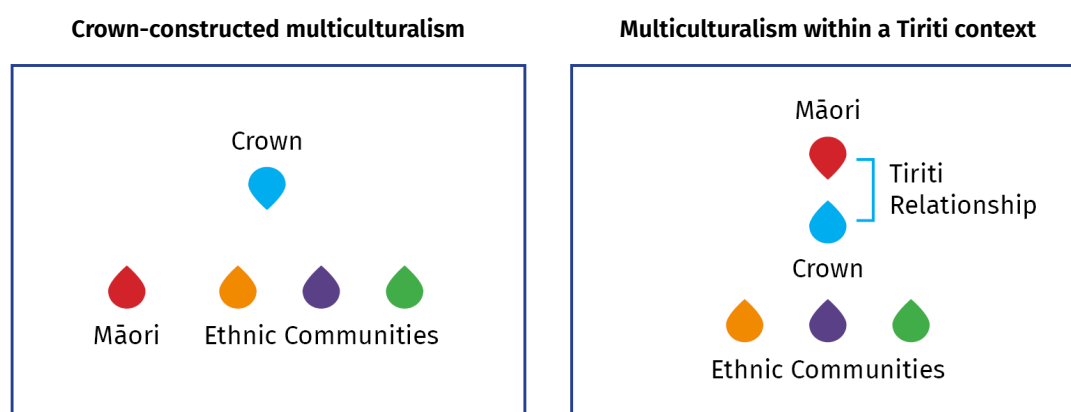 Crown-constructed multiculturalism
Crown
Māori
Ethnic Communities
Multiculturalism within a Tiriti context
Māori
Tiriti
Relationship
Crown
Ethnic Communities